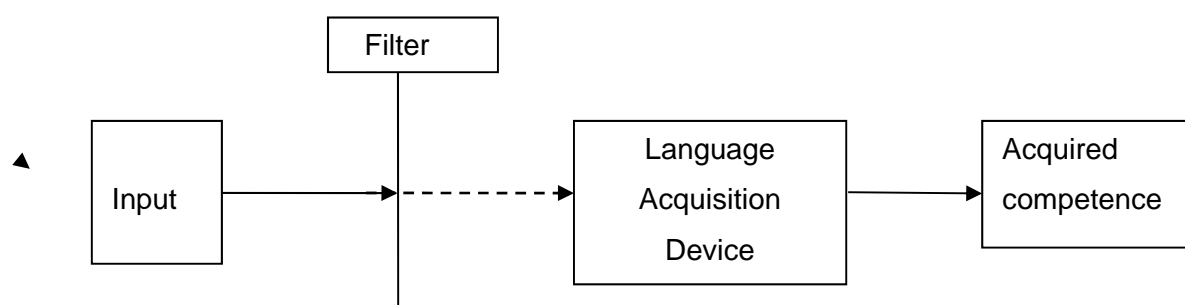 Filter
Input
Language
Acquisition
Device
Acquired
competence